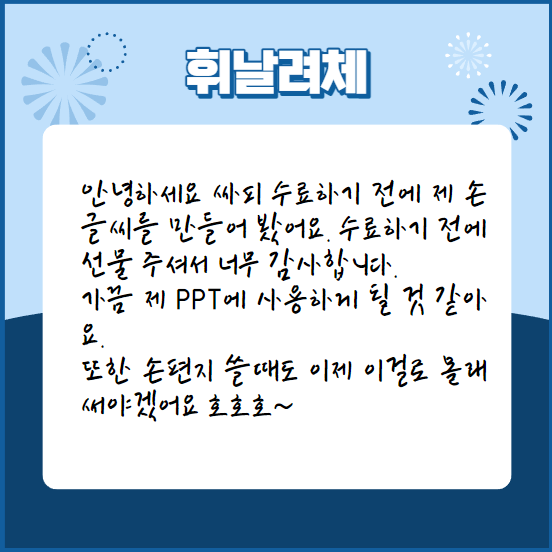 휘날려체
안녕하세요 싸피 수료하기 전에 제 손
글씨를 만들어 봤어요. 수료하기 전에
선물 주셔서 너무 감사합니다.
가끔 제 PPT에 사용하게 될 것 같아
요.
또한 손편지 쓸때도 이제 이걸로 몰래
써야겠어요 호호호~